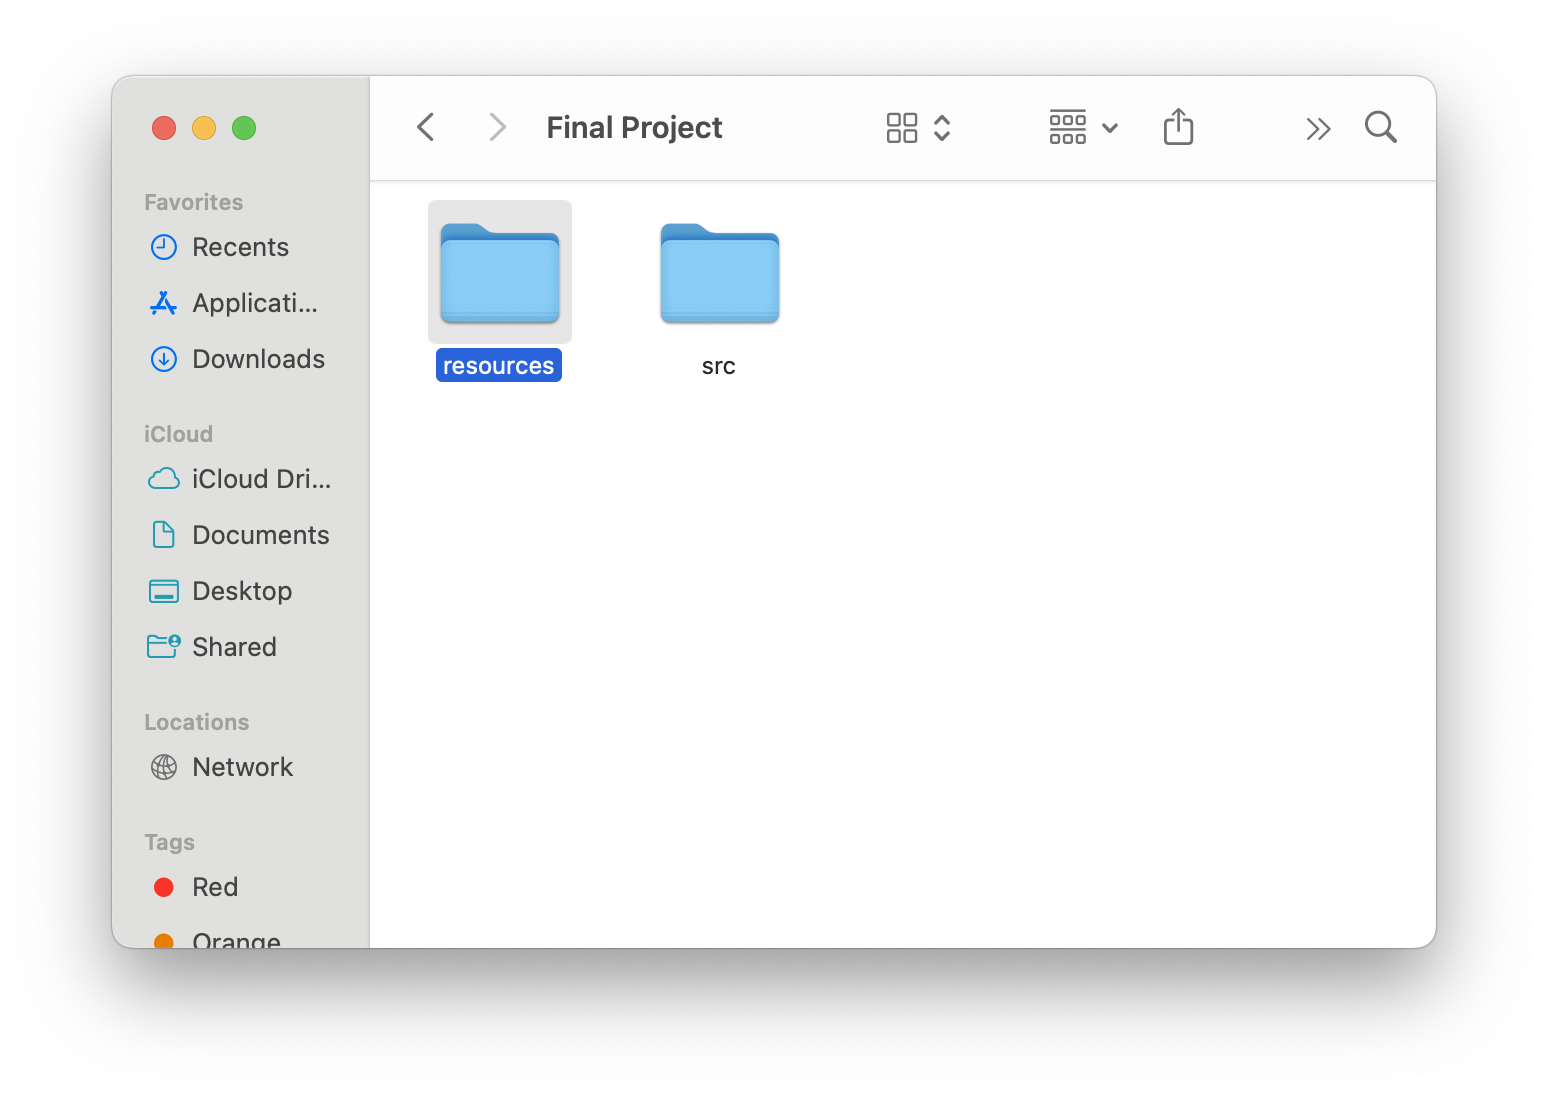 Final Project
Favorites
Recents
Applicati...
Downloads
iCloud
iCloud Dri...
Documents
Desktop
Shared
Locations
Network
Tags
Red
Orange
resources
src